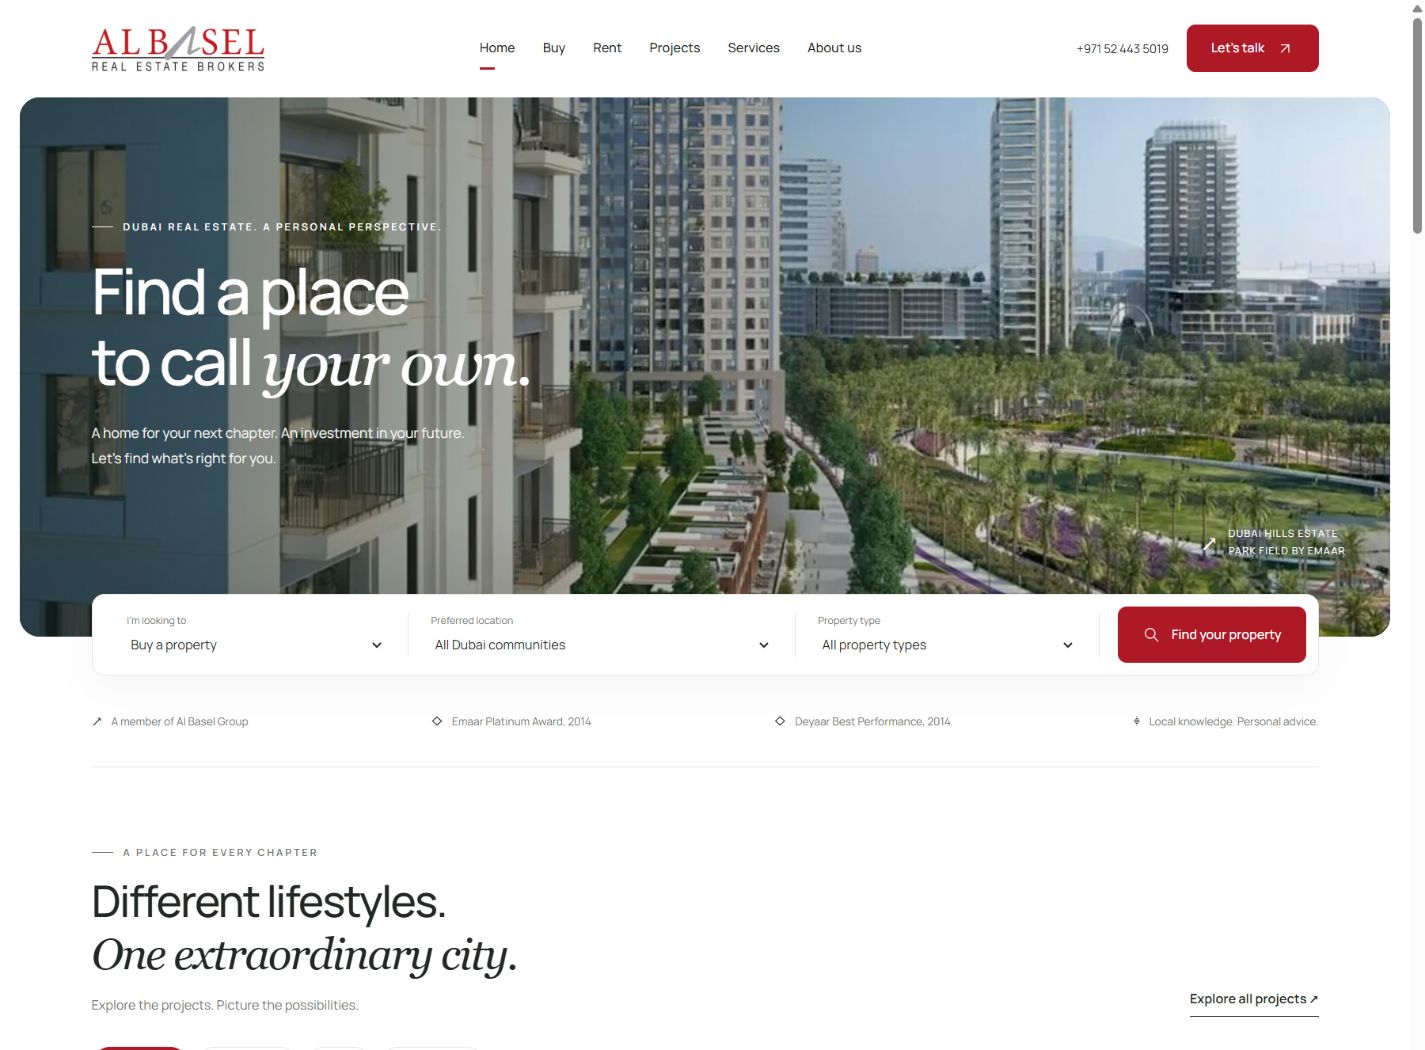 AL BASEL
REAL ESTATE BROKERS
Home
Buy
Rent
Projects
Services
About us
+971 52 443 5019
Let's talk
DUBAI REAL ESTATE. A PERSONAL PERSPECTIVE.
Find a place
to call your own.
A home for your next chapter. An investment in your future.
Let's find what's right for you.
DUBAI HILLS ESTATE
PARK FIELD BY EMAAR
I'm looking to
Buy a property
Preferred location
All Dubai communities
Property type
All property types
Find your property
A member of Al Basel Group
Emaar Platinum Award, 2014
Deyaar Best Performance, 2014
Local knowledge. Personal advice.
A PLACE FOR EVERY CHAPTER
Different lifestyles.
One extraordinary city.
Explore the projects. Picture the possibilities.
Explore all projects ↗